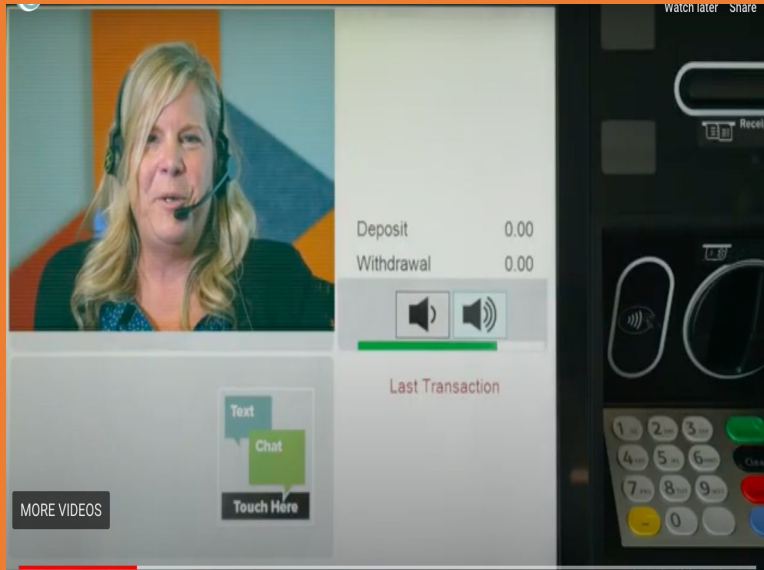 Watch later Share
Deposit 0.00
Withdrawal 0.00
Last Transaction
Text
Chat
Touch Here
MORE VIDEOS
1 2 3
4 5 6
7 8 9
0